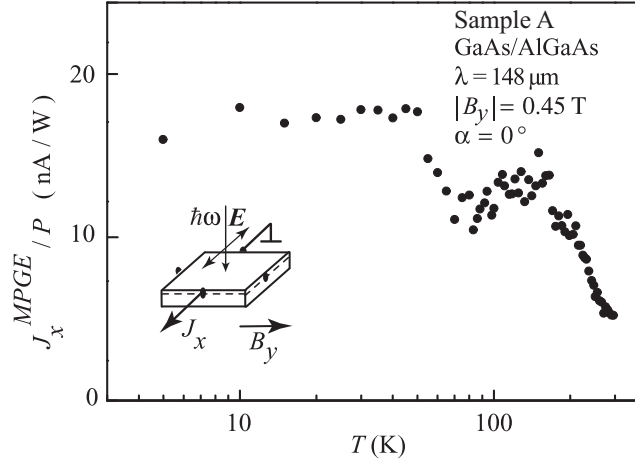 Sample A
GaAs/AlGaAs
λ = 148 μm
|B_y| = 0.45 T
α = 0°
J_x^MPGE / P ( nA / W )
20
10
0
ħω
E
J_x
B_y
10
100
T (K)